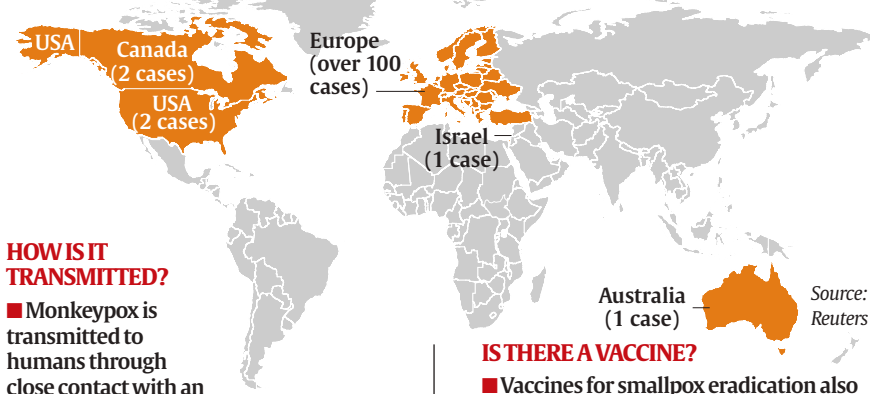 USA
Canada
(2 cases)
USA
(2 cases)
Europe
(over 100
cases)
Israel
(1 case)
Australia
(1 case)
Source:
Reuters
HOW IS IT
TRANSMITTED?
■ Monkeypox is
transmitted to
humans through
close contact with an
IS THERE A VACCINE?
■ Vaccines for smallpox eradication also